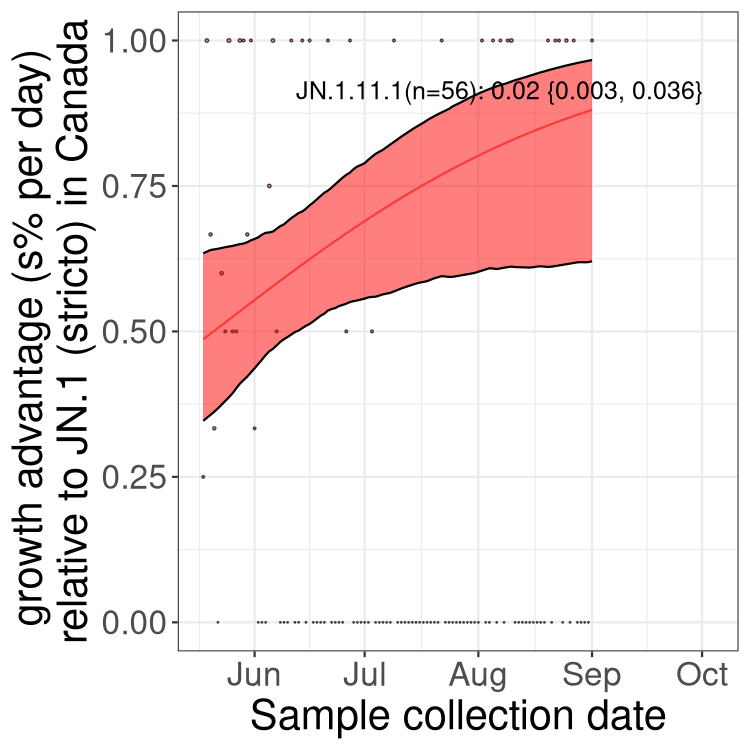 growth advantage (s% per day)
relative to JN.1 (stricto) in Canada
1.00
0.75
0.50
0.25
0.00
JN.1.11.1(n=56): 0.02 {0.003, 0.036}
Jun Jul Aug Sep Oct
Sample collection date